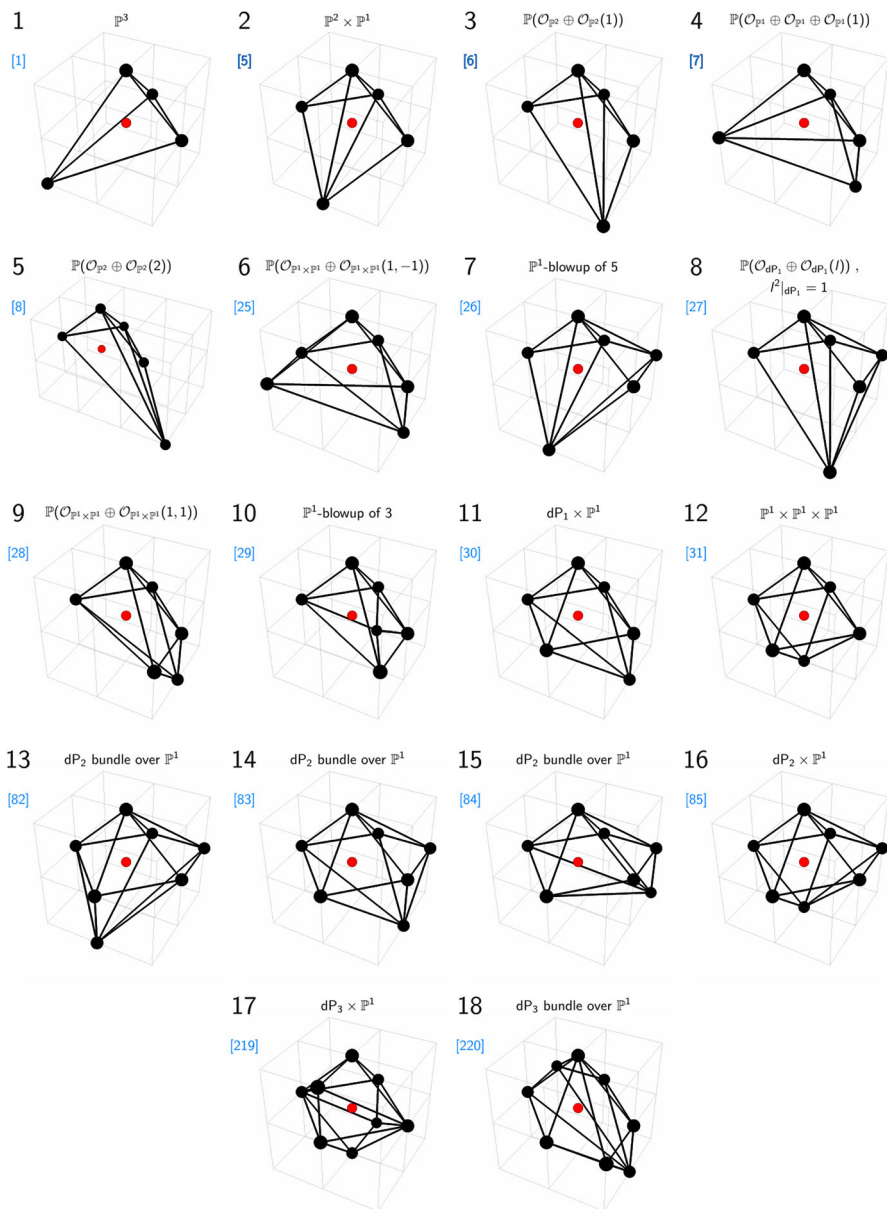 1 ℙ³
[1]
2 ℙ² × ℙ¹
[5]
3 ℙ(𝒪_ℙ² ⊕ 𝒪_ℙ²(1))
[6]
4 ℙ(𝒪_ℙ¹ ⊕ 𝒪_ℙ¹ ⊕ 𝒪_ℙ¹(1))
[7]
5 ℙ(𝒪_ℙ² ⊕ 𝒪_ℙ²(2))
[8]
6 ℙ(𝒪_ℙ¹×ℙ¹ ⊕ 𝒪_ℙ¹×ℙ¹(1, −1))
[25]
7 ℙ¹-blowup of 5
[26]
8 ℙ(𝒪_dP₁ ⊕ 𝒪_dP₁(l)) ,
l²|_dP₁ = 1
[27]
9 ℙ(𝒪_ℙ¹×ℙ¹ ⊕ 𝒪_ℙ¹×ℙ¹(1, 1))
[28]
10 ℙ¹-blowup of 3
[29]
11 dP₁ × ℙ¹
[30]
12 ℙ¹ × ℙ¹ × ℙ¹
[31]
13 dP₂ bundle over ℙ¹
[82]
14 dP₂ bundle over ℙ¹
[83]
15 dP₂ bundle over ℙ¹
[84]
16 dP₂ × ℙ¹
[85]
17 dP₃ × ℙ¹
[219]
18 dP₃ bundle over ℙ¹
[220]